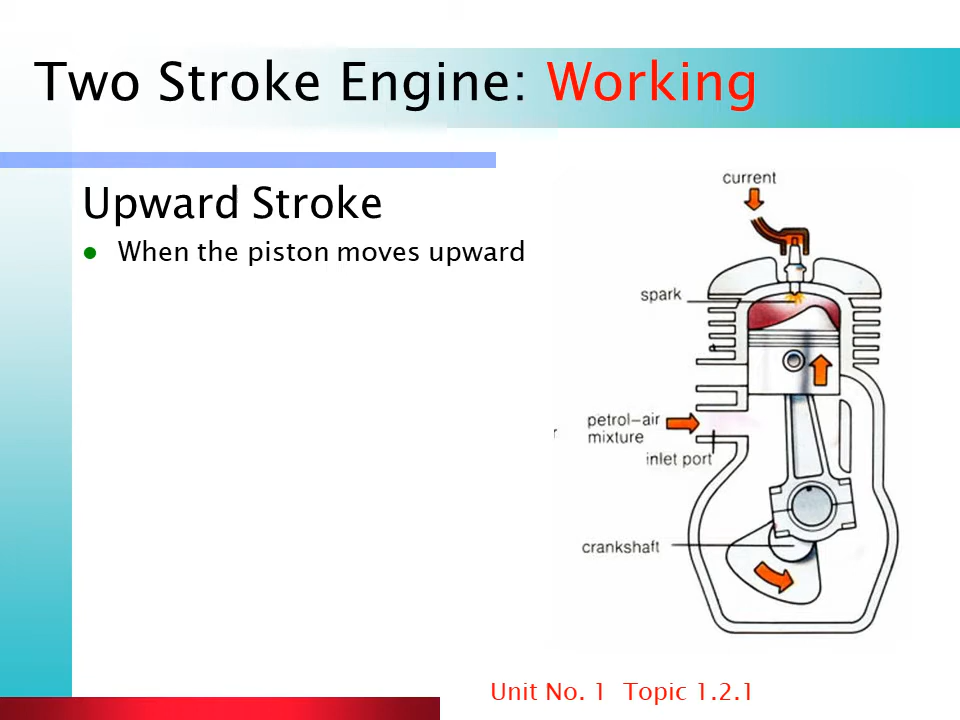 Two Stroke Engine: Working
Upward Stroke
When the piston moves upward
current
spark
petrol-air
mixture
inlet port
crankshaft
Unit No. 1 Topic 1.2.1